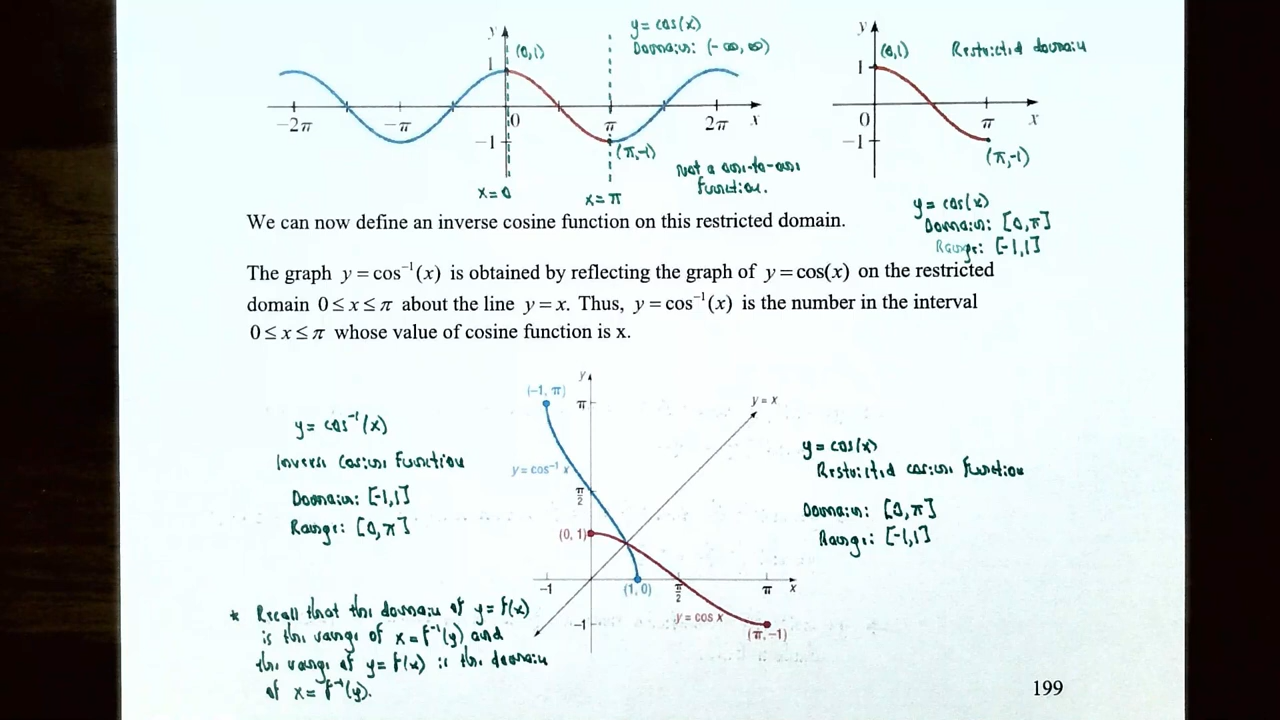 y
(0,1)
y = cos(x)
Domain: (-∞, ∞)
1
−2π
−π
0
π
2π
x
−1
(π,-1)
x = 0
x = π
Not a one-to-one
function.
y
(0,1)
Restricted domain
1
0
π
x
−1
(π,-1)
y = cos(x)
Domain: [0,π]
Range: [-1,1]
We can now define an inverse cosine function on this restricted domain.
The graph y = cos⁻¹(x) is obtained by reflecting the graph of y = cos(x) on the restricted
domain 0 ≤ x ≤ π about the line y = x. Thus, y = cos⁻¹(x) is the number in the interval
0 ≤ x ≤ π whose value of cosine function is x.
y = cos⁻¹(x)
Inverse cosine function
Domain: [-1,1]
Range: [0,π]
y
(−1, π)
π
y = x
y = cos⁻¹ x
π/2
(0, 1)
−1
(1, 0)
π/2
π
x
−1
y = cos x
(π, −1)
y = cos(x)
Restricted cosine function
Domain: [0,π]
Range: [-1,1]
* Recall that the domain of y = f(x)
is the range of x = f⁻¹(y) and
the range of y = f(x) is the domain
of x = f⁻¹(y).
199